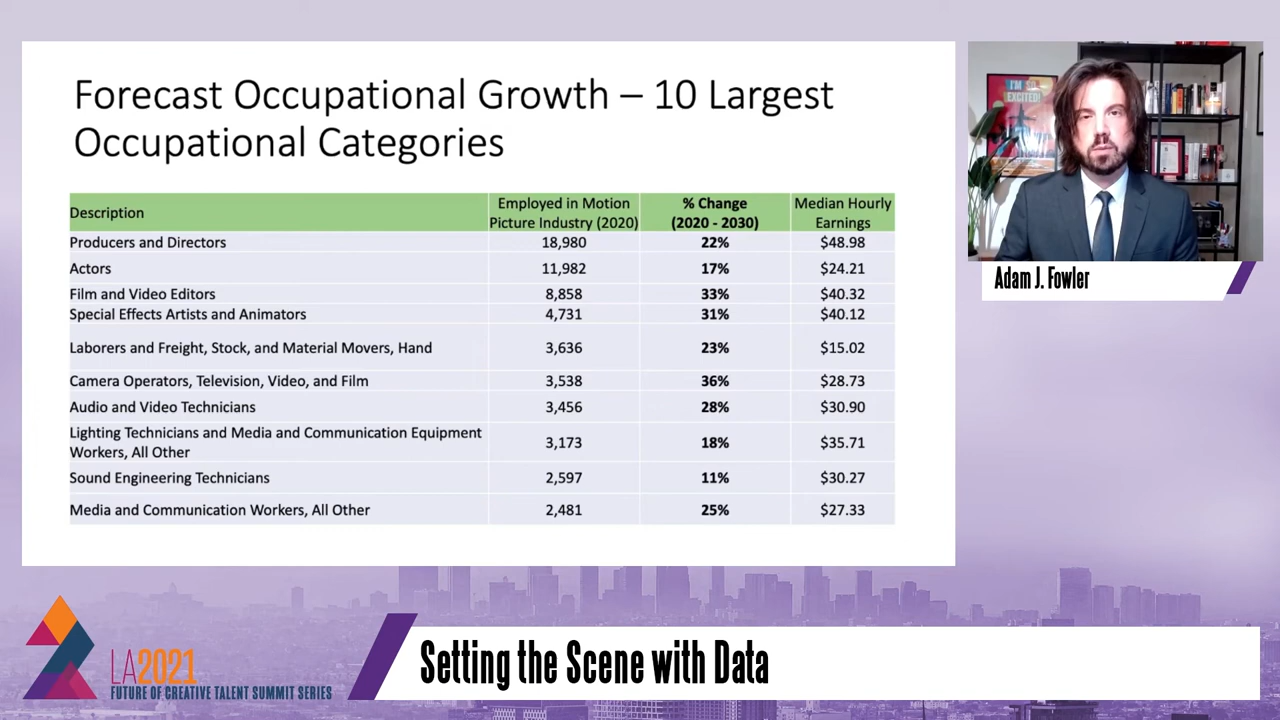 Forecast Occupational Growth – 10 Largest
Occupational Categories
Description
Employed in Motion
Picture Industry (2020)
% Change
(2020 - 2030)
Median Hourly
Earnings
Producers and Directors 18,980 22% $48.98
Actors 11,982 17% $24.21
Film and Video Editors 8,858 33% $40.32
Special Effects Artists and Animators 4,731 31% $40.12
Laborers and Freight, Stock, and Material Movers, Hand 3,636 23% $15.02
Camera Operators, Television, Video, and Film 3,538 36% $28.73
Audio and Video Technicians 3,456 28% $30.90
Lighting Technicians and Media and Communication Equipment
Workers, All Other 3,173 18% $35.71
Sound Engineering Technicians 2,597 11% $30.27
Media and Communication Workers, All Other 2,481 25% $27.33
I'M SO
EXCITED!
Adam J. Fowler
LA2021
FUTURE OF CREATIVE TALENT SUMMIT SERIES
Setting the Scene with Data